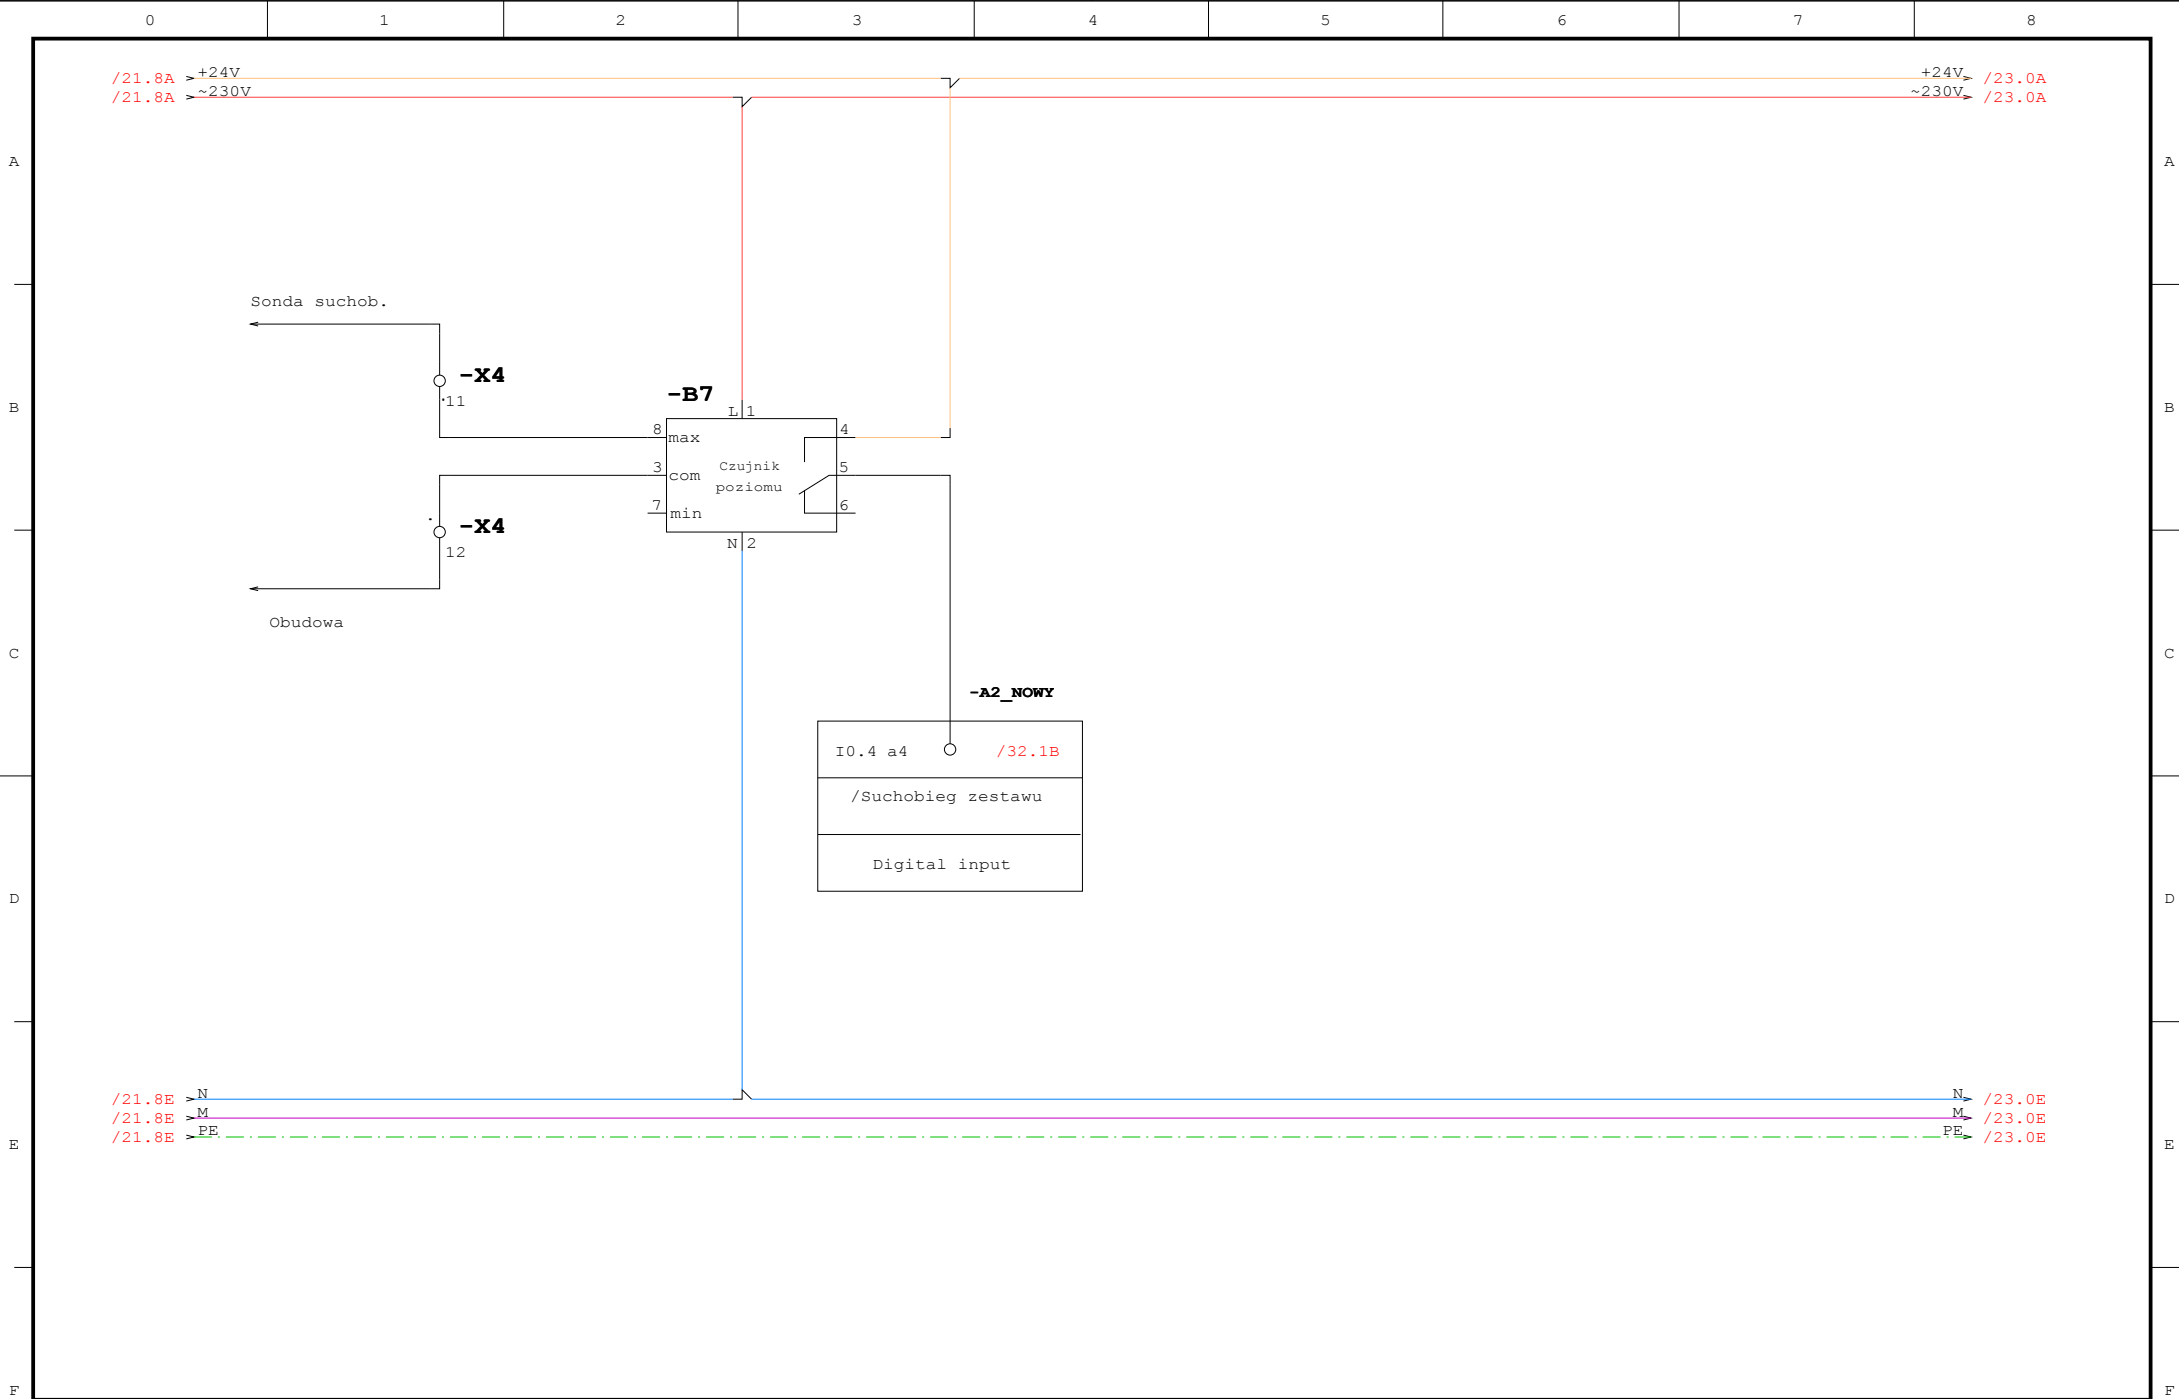 0 1 2 3 4 5 6 7 8
/21.8A +24V +24V /23.0A
/21.8A ~230V ~230V /23.0A
A A
Sonda suchob.
-X4
11
-B7
B B
L 1
8 max 4
3 com Czujnik 5
poziomu
7 min 6
-X4
12
N 2
Obudowa
C C
-A2_NOWY
I0.4 a4 /32.1B
/Suchobieg zestawu
Digital input
D D
/21.8E N N /23.0E
/21.8E M M /23.0E
/21.8E PE PE /23.0E
E E
F F